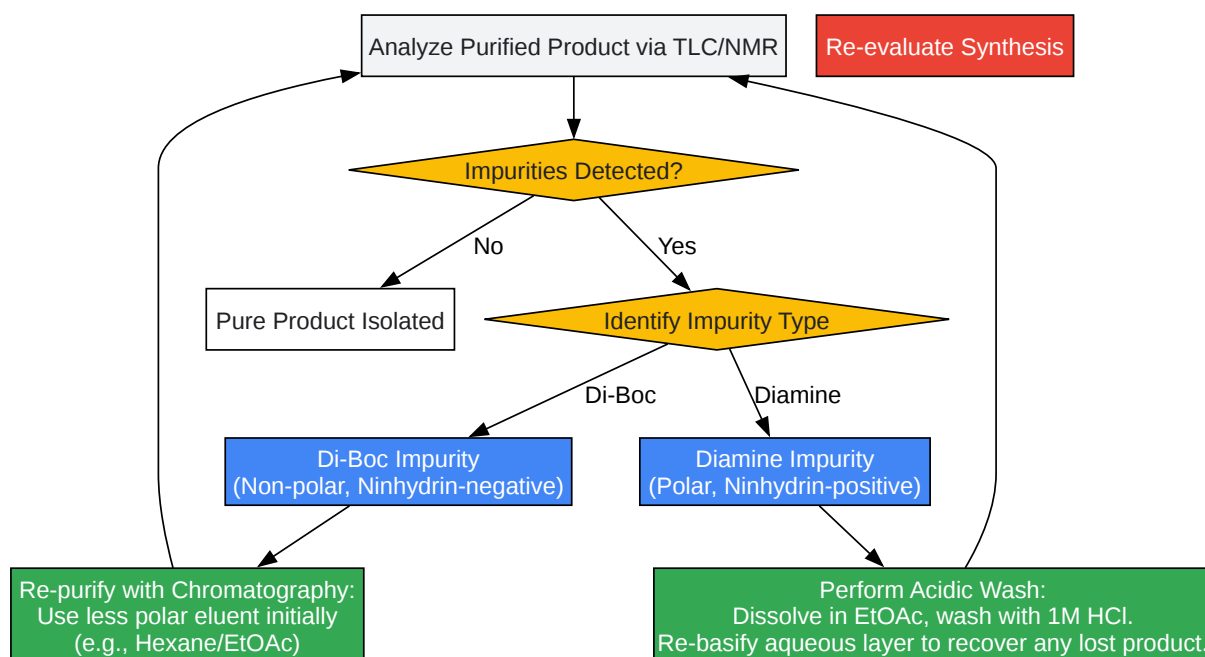 Analyze Purified Product via TLC/NMR
Re-evaluate Synthesis
Impurities Detected?
No
Yes
Pure Product Isolated
Identify Impurity Type
Di-Boc
Diamine
Di-Boc Impurity
(Non-polar, Ninhydrin-negative)
Diamine Impurity
(Polar, Ninhydrin-positive)
Re-purify with Chromatography:
Use less polar eluent initially
(e.g., Hexane/EtOAc)
Perform Acidic Wash:
Dissolve in EtOAc, wash with 1M HCl.
Re-basify aqueous layer to recover any lost product.